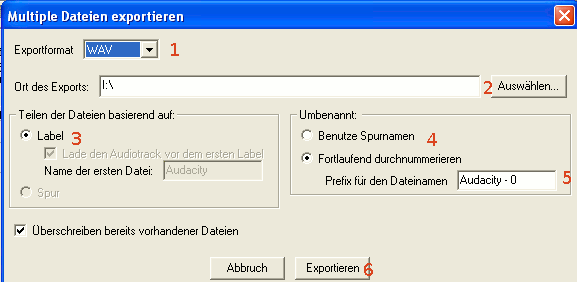 Multiple Dateien exportieren
Exportformat WAV 1
Ort des Exports: I:\ 2 Auswählen...
Teilen der Dateien basierend auf:
Label 3
Lade den Audiotrack vor dem ersten Label
Name der ersten Datei: Audacity
Spur
Umbenannt:
Benutze Spurnamen 4
Fortlaufend durchnummerieren
Prefix für den Dateinamen Audacity - 0 5
Überschreiben bereits vorhandener Dateien
Abbruch Exportieren 6